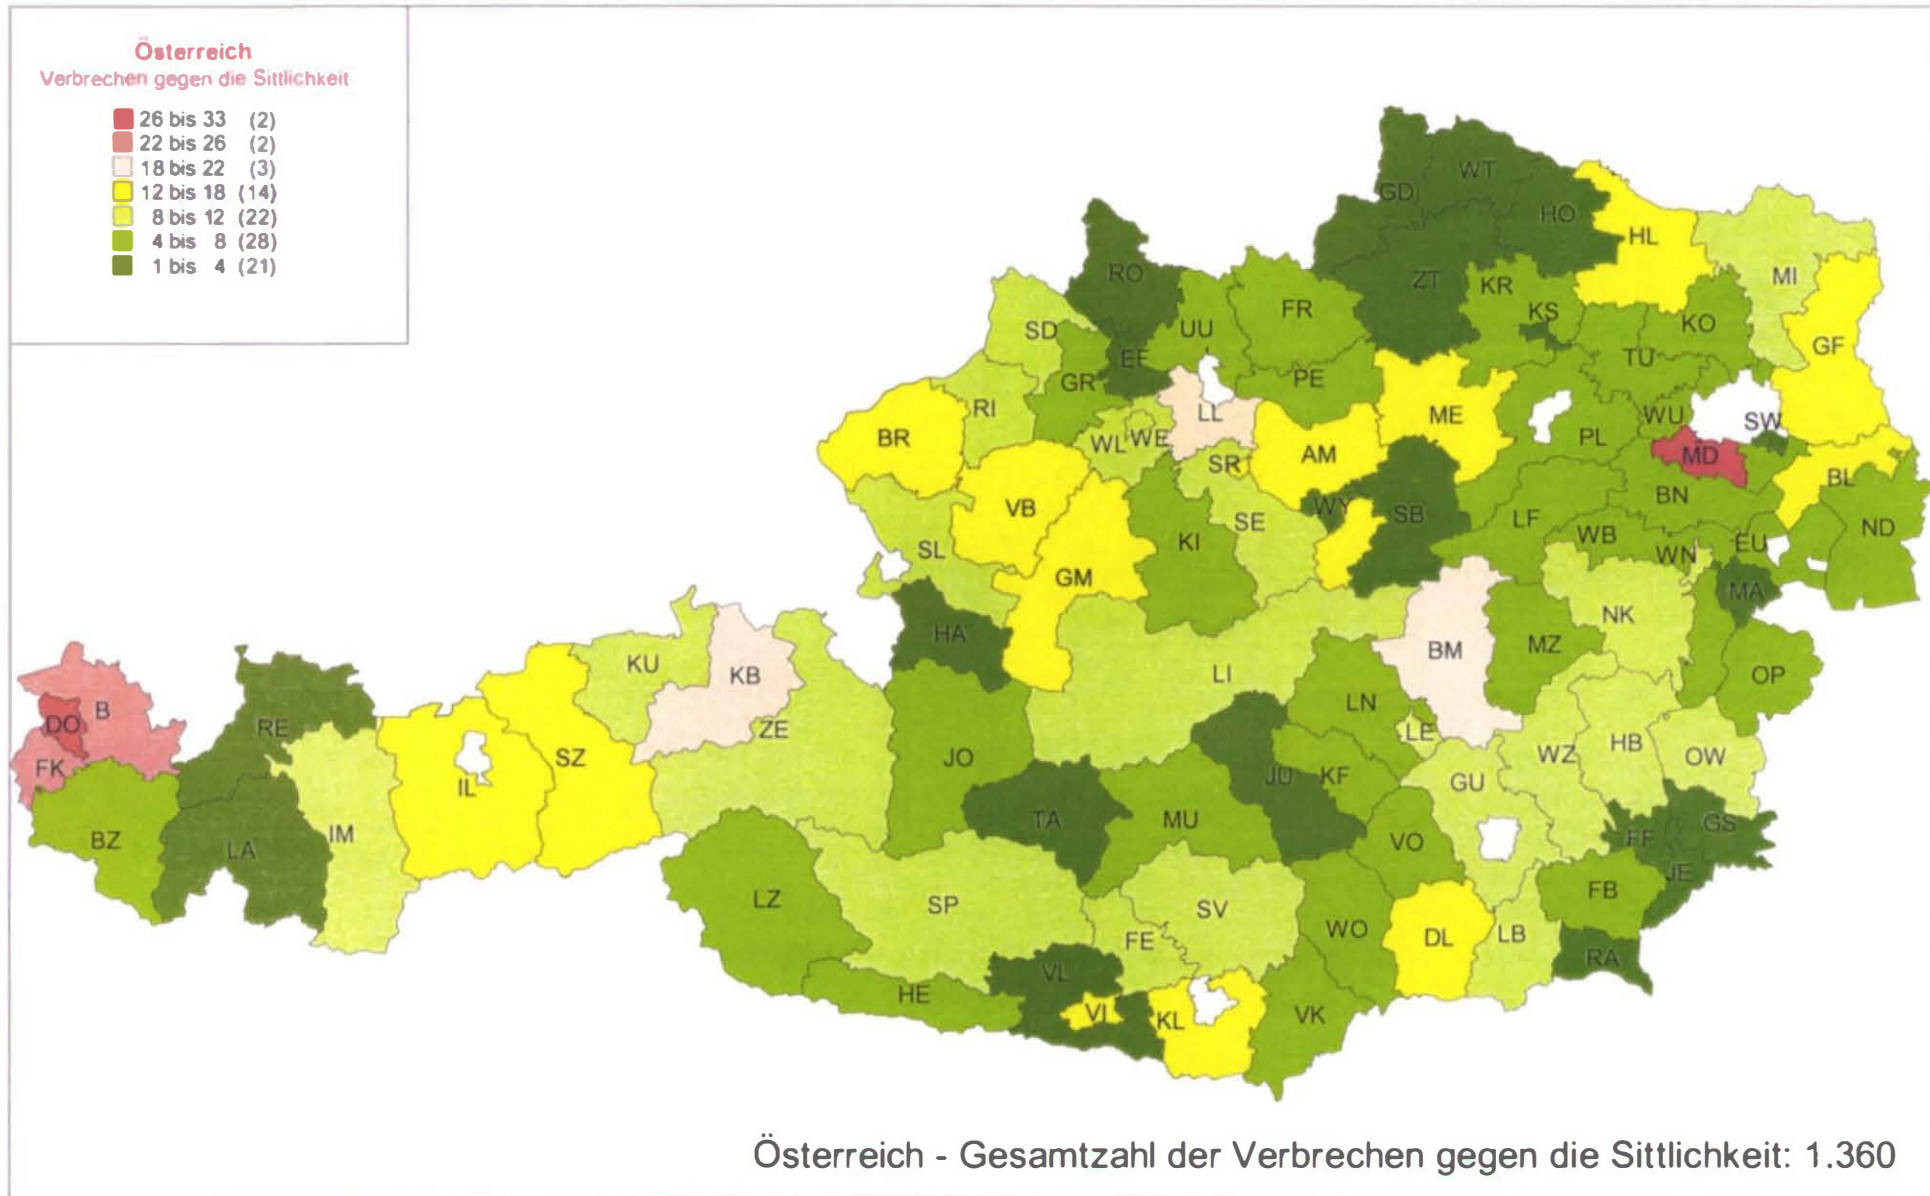 Österreich
Verbrechen gegen die Sittlichkeit
26 bis 33 (2)
22 bis 26 (2)
18 bis 22 (3)
12 bis 18 (14)
8 bis 12 (22)
4 bis 8 (28)
1 bis 4 (21)
WT
GD
HO
HL
RO
ZT
KR
MI
SD
UU
FR
KS
KO
GF
EF
GR
PE
TU
RI
BR
WL
WE
LL
ME
WU
SW
PL
SR
AM
MD
BL
VB
WY
SB
BN
SE
LF
ND
SL
KI
WB
WN
EU
GM
MA
HA
NK
KU
KB
LI
BM
MZ
OP
DO
B
RE
ZE
LN
LE
FK
SZ
JO
WZ
HB
OW
IL
JU
KF
GU
BZ
LA
IM
TA
MU
VO
FF
GS
JE
LZ
SP
SV
FB
FE
WO
DL
LB
VL
RA
HE
VI
KL
VK
Österreich - Gesamtzahl der Verbrechen gegen die Sittlichkeit: 1.360